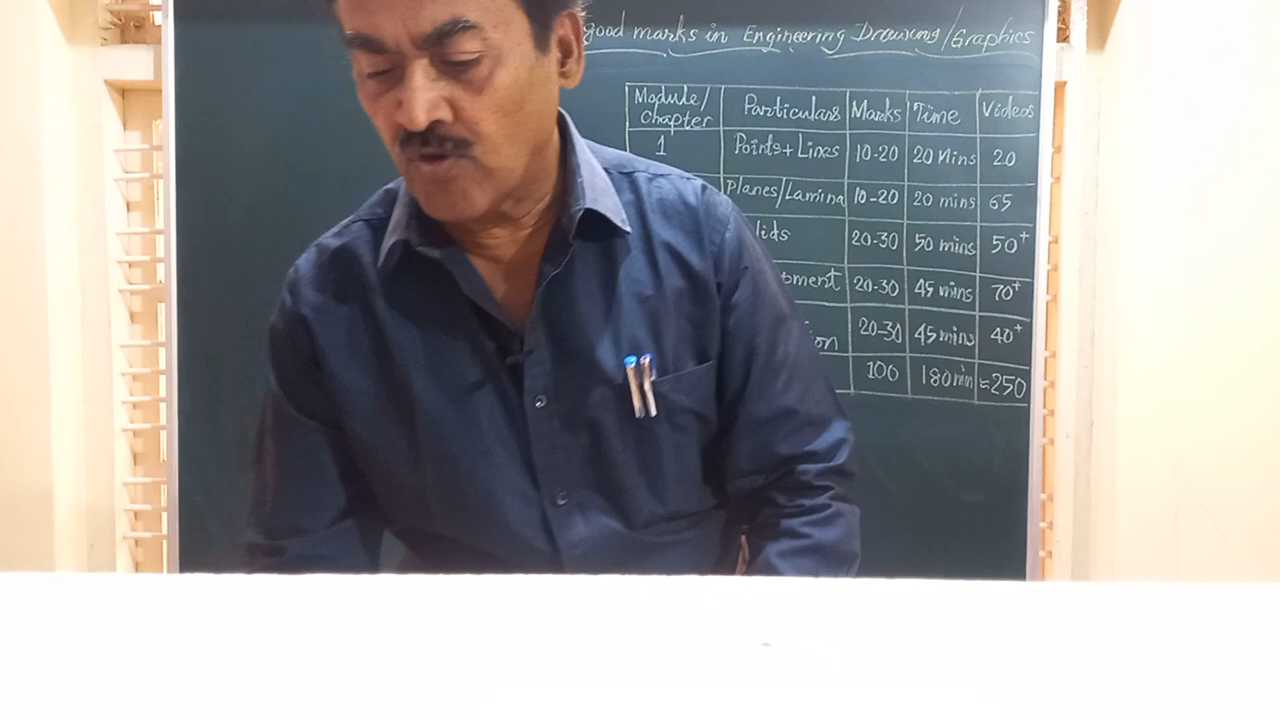 good marks in Engineering Drawing/Graphics
Module/ Particulars Marks Time Videos
Chapter
1 Points+Lines 10-20 20 Mins 20
Planes/Lamina 10-20 20 mins 65
lids 20-30 50 mins 50+
pment 20-30 45 mins 70+
ion 20-30 45 mins 40+
100 180 min ≈250